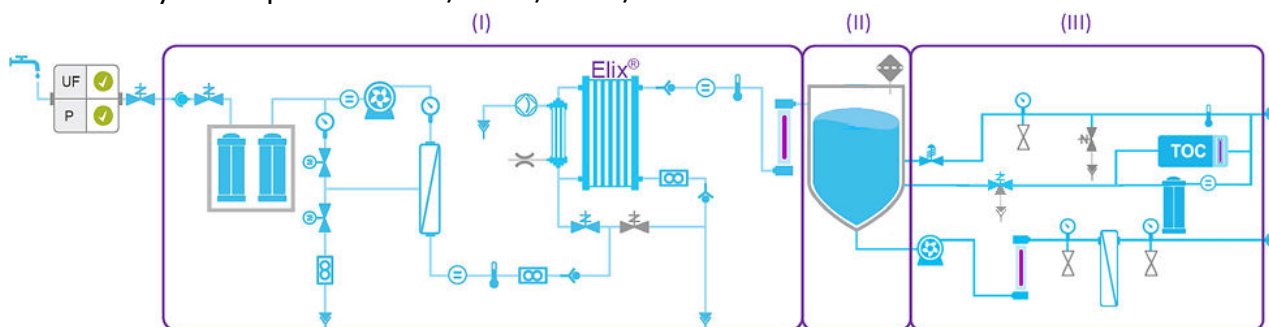 (I)
(II)
(III)
Elix®
UF
P
TOC